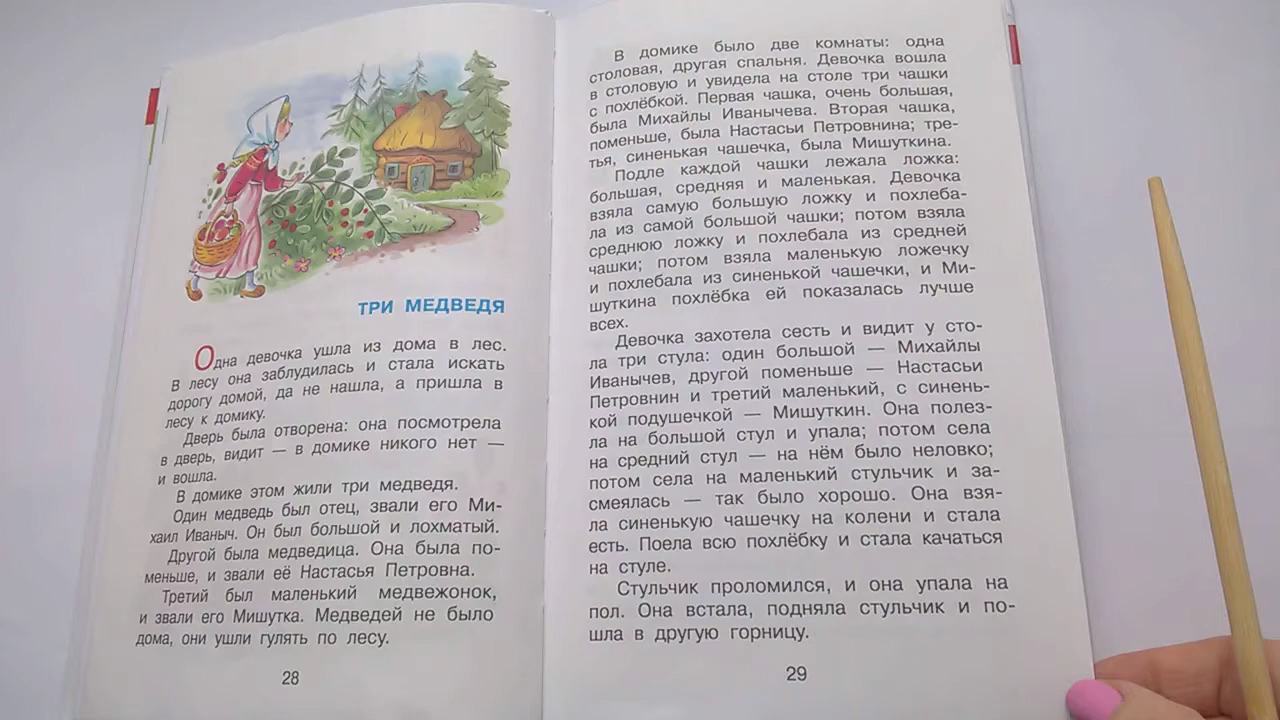 ТРИ МЕДВЕДЯ
Одна девочка ушла из дома в лес.
В лесу она заблудилась и стала искать
дорогу домой, да не нашла, а пришла в
лесу к домику.
Дверь была отворена: она посмотрела
в дверь, видит — в домике никого нет —
и вошла.
В домике этом жили три медведя.
Один медведь был отец, звали его Ми-
хаил Иваныч. Он был большой и лохматый.
Другой была медведица. Она была по-
меньше, и звали её Настасья Петровна.
Третий был маленький медвежонок,
и звали его Мишутка. Медведей не было
дома, они ушли гулять по лесу.
28
В домике было две комнаты: одна
столовая, другая спальня. Девочка вошла
в столовую и увидела на столе три чашки
с похлёбкой. Первая чашка, очень большая,
была Михайлы Иванычева. Вторая чашка,
поменьше, была Настасьи Петровнина; тре-
тья, синенькая чашечка, была Мишуткина.
Подле каждой чашки лежала ложка:
большая, средняя и маленькая. Девочка
взяла самую большую ложку и похлеба-
ла из самой большой чашки; потом взяла
среднюю ложку и похлебала из средней
чашки; потом взяла маленькую ложечку
и похлебала из синенькой чашечки, и Ми-
шуткина похлёбка ей показалась лучше
всех.
Девочка захотела сесть и видит у сто-
ла три стула: один большой — Михайлы
Иванычев, другой поменьше — Настасьи
Петровнин и третий маленький, с синень-
кой подушечкой — Мишуткин. Она полез-
ла на большой стул и упала; потом села
на средний стул — на нём было неловко;
потом села на маленький стульчик и за-
смеялась — так было хорошо. Она взя-
ла синенькую чашечку на колени и стала
есть. Поела всю похлёбку и стала качаться
на стуле.
Стульчик проломился, и она упала на
пол. Она встала, подняла стульчик и по-
шла в другую горницу.
29